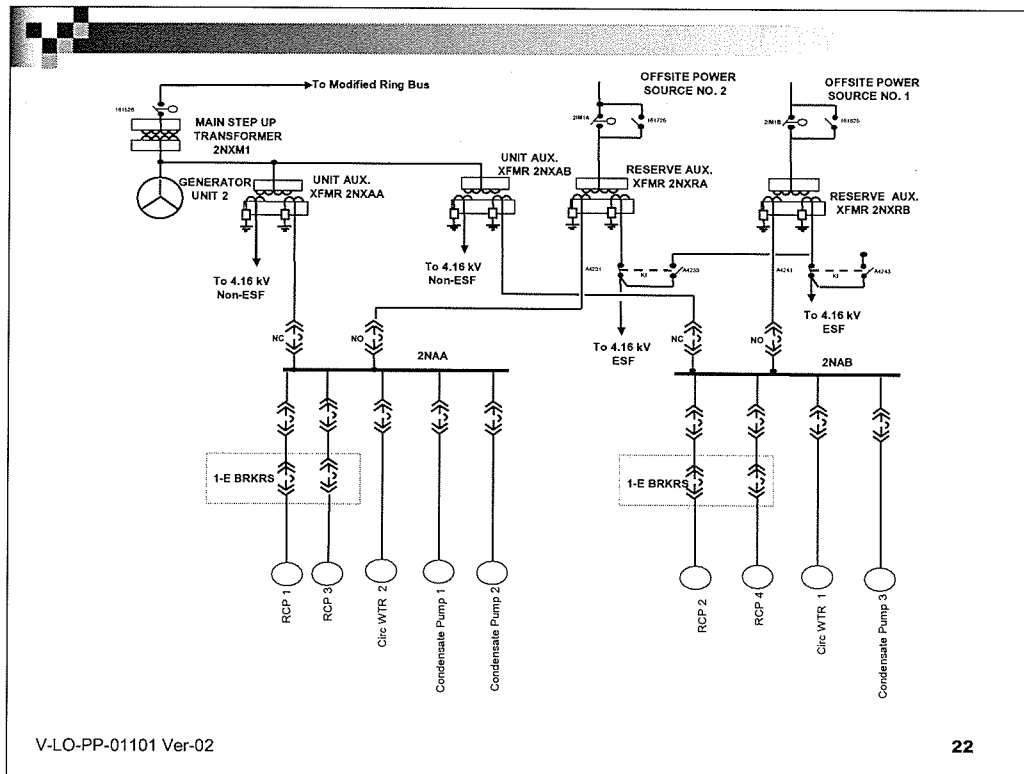 To Modified Ring Bus
OFFSITE POWER
SOURCE NO. 2
OFFSITE POWER
SOURCE NO. 1
161526
2IM1A
161725
2IM1B
161625
MAIN STEP UP
TRANSFORMER
2NXM1
GENERATOR
UNIT 2
UNIT AUX.
XFMR 2NXAA
UNIT AUX.
XFMR 2NXAB
RESERVE AUX.
XFMR 2NXRA
RESERVE AUX.
XFMR 2NXRB
To 4.16 kV
Non-ESF
To 4.16 kV
Non-ESF
A4231
KI
A4233
A4241
KI
A4243
To 4.16 kV
ESF
To 4.16 kV
ESF
NC
NO
NC
NO
2NAA
2NAB
1-E BRKRS
1-E BRKRS
RCP 1
RCP 3
Circ WTR 2
Condensate Pump 1
Condensate Pump 2
RCP 2
RCP 4
Circ WTR 1
Condensate Pump 3
V-LO-PP-01101 Ver-02
22